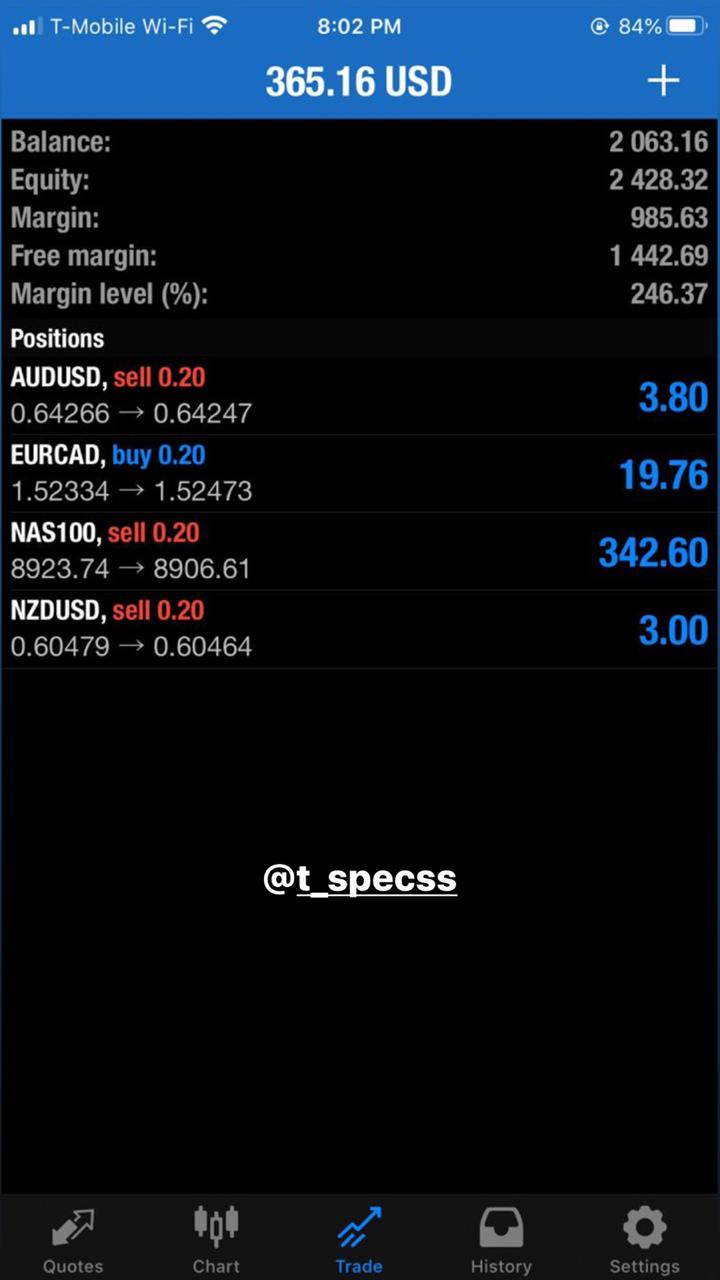 T-Mobile Wi-Fi 8:02 PM 84%
365.16 USD +
Balance: 2 063.16
Equity: 2 428.32
Margin: 985.63
Free margin: 1 442.69
Margin level (%): 246.37
Positions
AUDUSD, sell 0.20
0.64266 → 0.64247 3.80
EURCAD, buy 0.20
1.52334 → 1.52473 19.76
NAS100, sell 0.20
8923.74 → 8906.61 342.60
NZDUSD, sell 0.20
0.60479 → 0.60464 3.00
@t_specss
Quotes Chart Trade History Settings